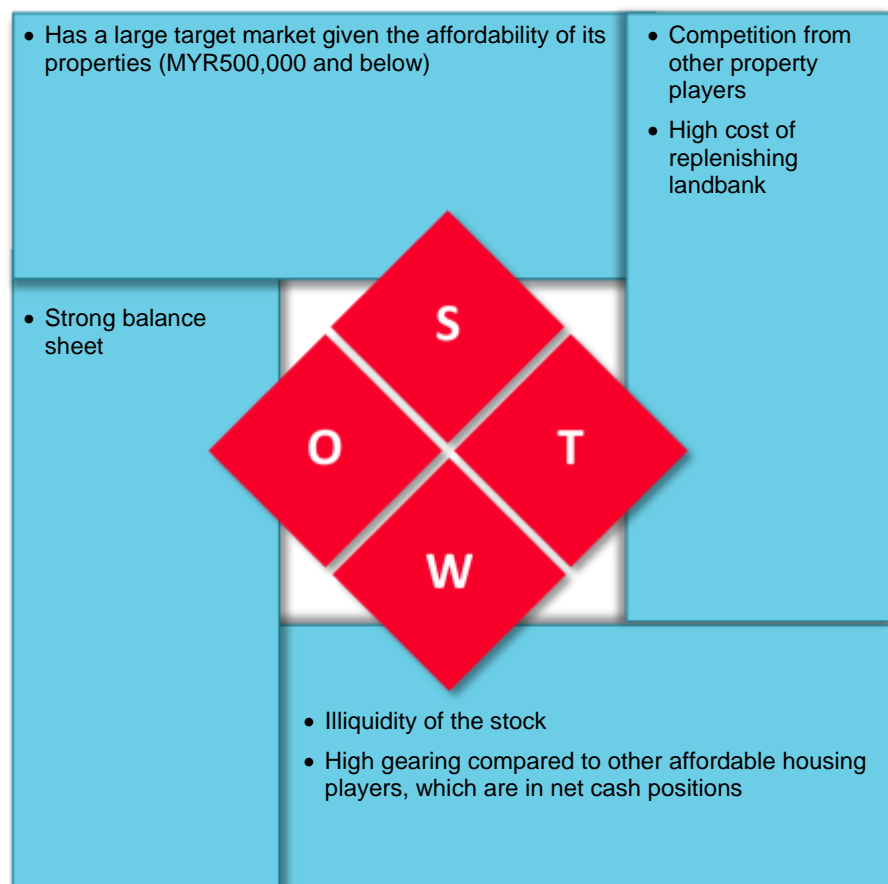 • Has a large target market given the affordability of its
properties (MYR500,000 and below)
• Competition from
other property
players
• High cost of
replenishing
landbank
• Strong balance
sheet
S
O
T
W
• Illiquidity of the stock
• High gearing compared to other affordable housing
players, which are in net cash positions